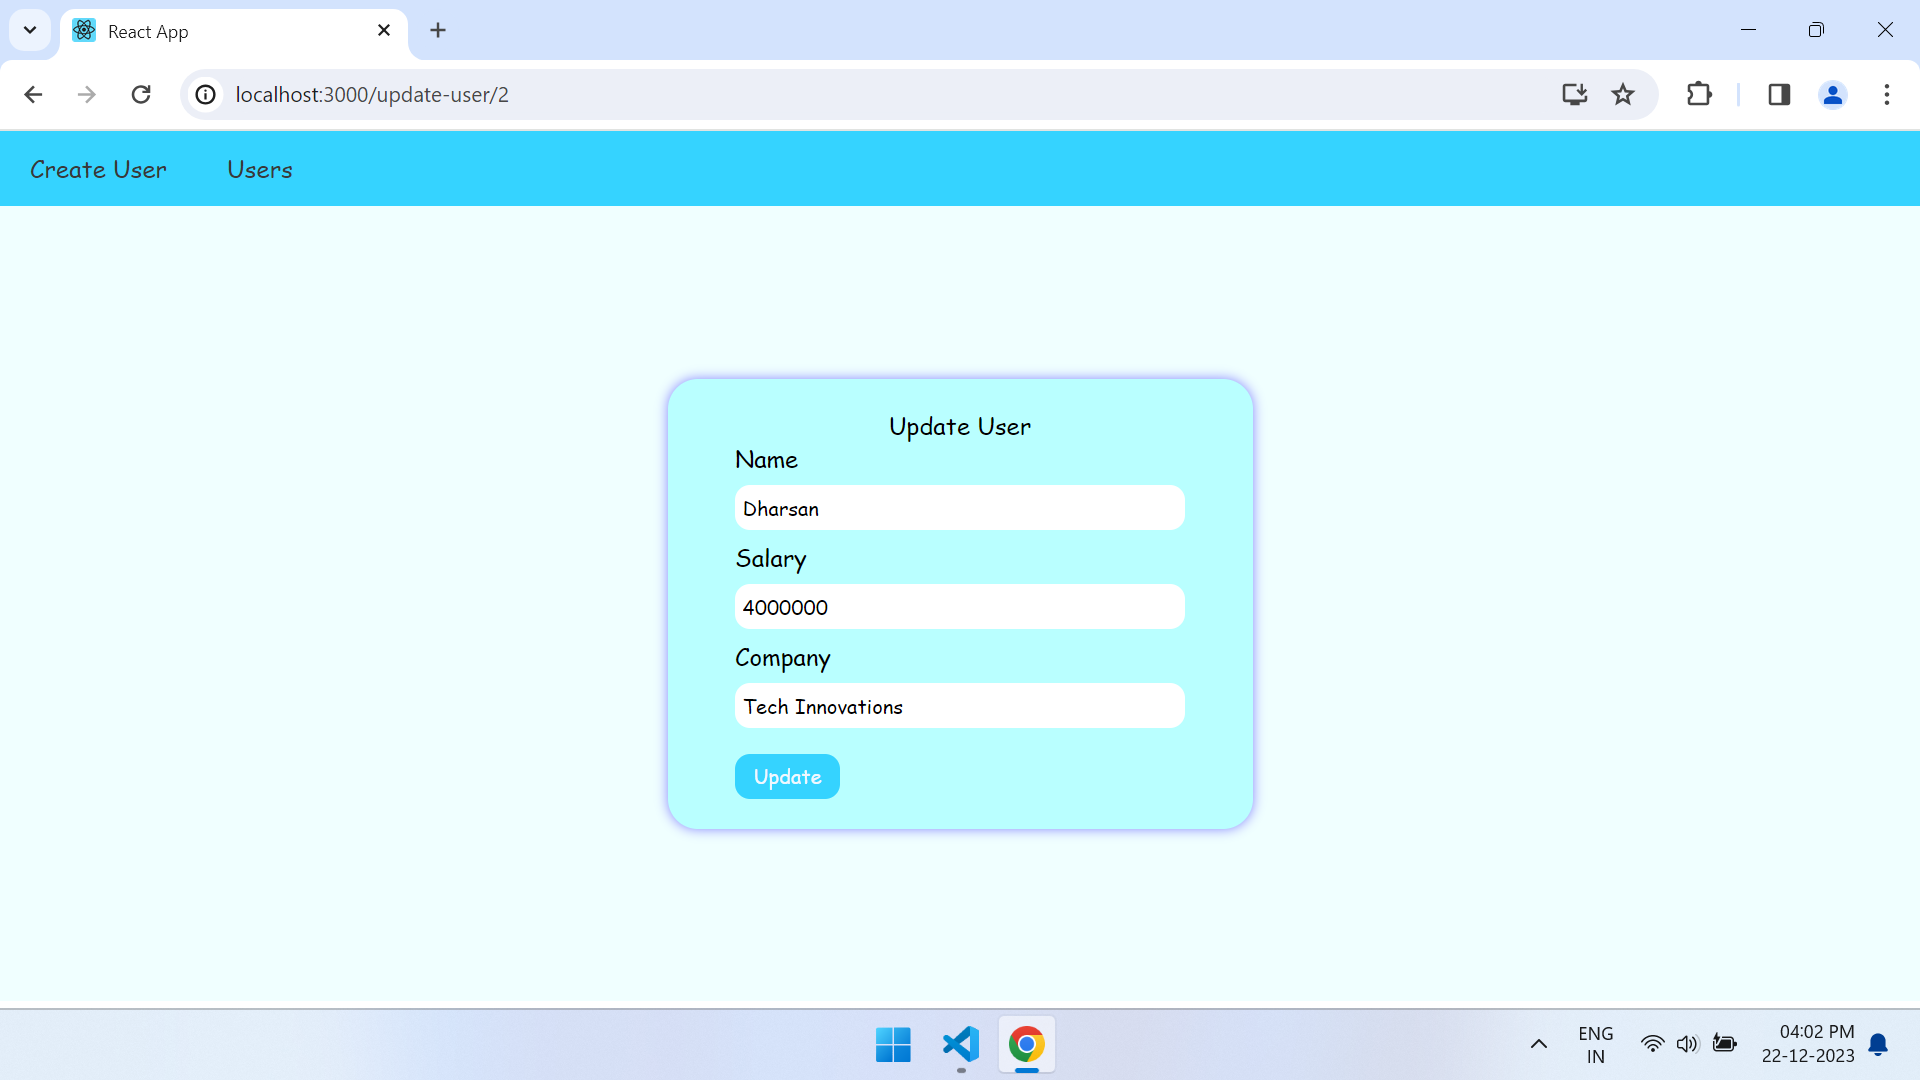 React App
localhost:3000/update-user/2
Create User Users
Update User
Name
Dharsan
Salary
4000000
Company
Tech Innovations
Update
ENG
IN
04:02 PM
22-12-2023